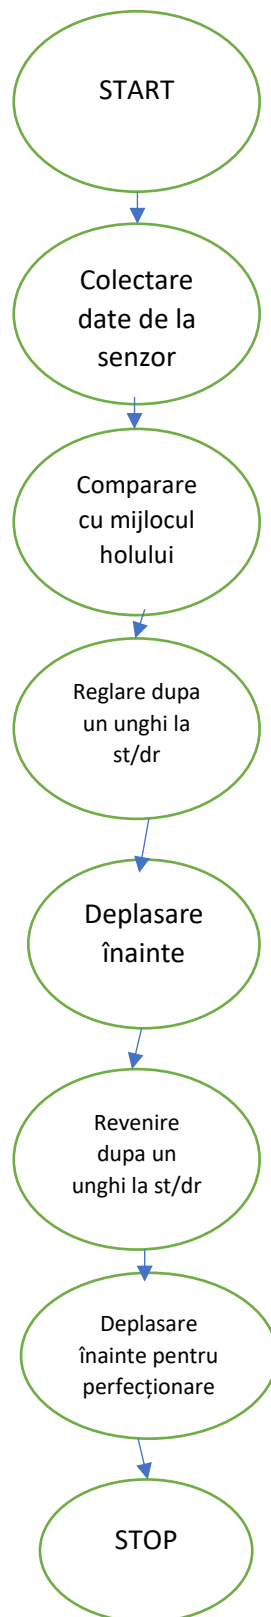 START
Colectare
date de la
senzor
Comparare
cu mijlocul
holului
Reglare dupa
un unghi la
st/dr
Deplasare
înainte
Revenire
dupa un
unghi la st/dr
Deplasare
înainte pentru
perfecționare
STOP